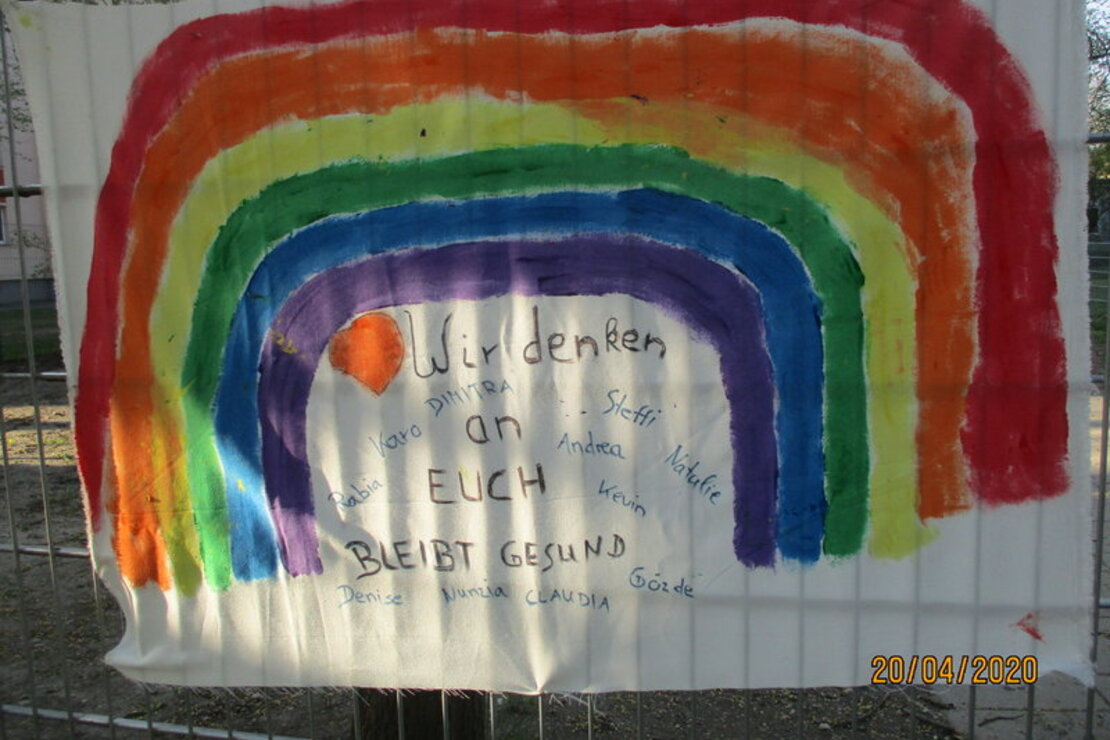 Wir denken
DIMITRA
Steffi
Karo
an
Andrea
Natalie
Rabia
EUCH
Kevin
BLEIBT GESUND
Gözde
Denise
Nunzia
CLAUDIA
20/04/2020